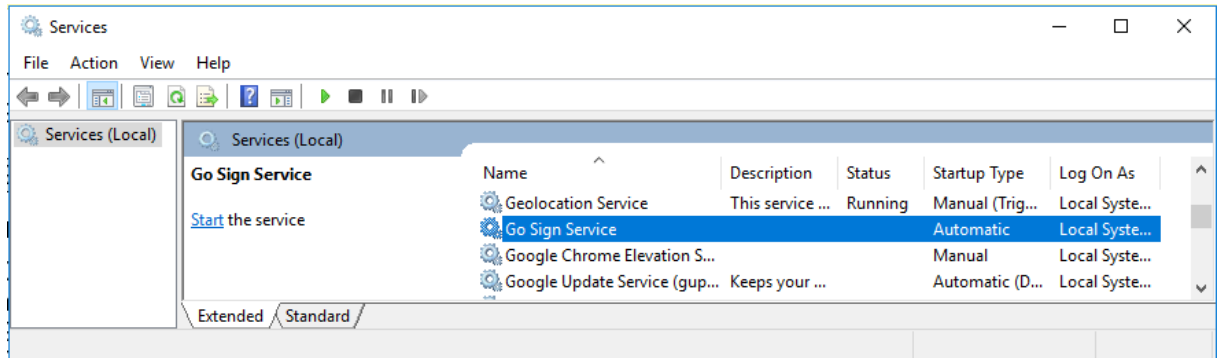 Services
File Action View Help
Services (Local)
Services (Local)
Go Sign Service
Start the service
Name Description Status Startup Type Log On As
Geolocation Service This service ... Running Manual (Trig... Local Syste...
Go Sign Service Automatic Local Syste...
Google Chrome Elevation S... Manual Local Syste...
Google Update Service (gup... Keeps your ... Automatic (D... Local Syste...
Extended Standard